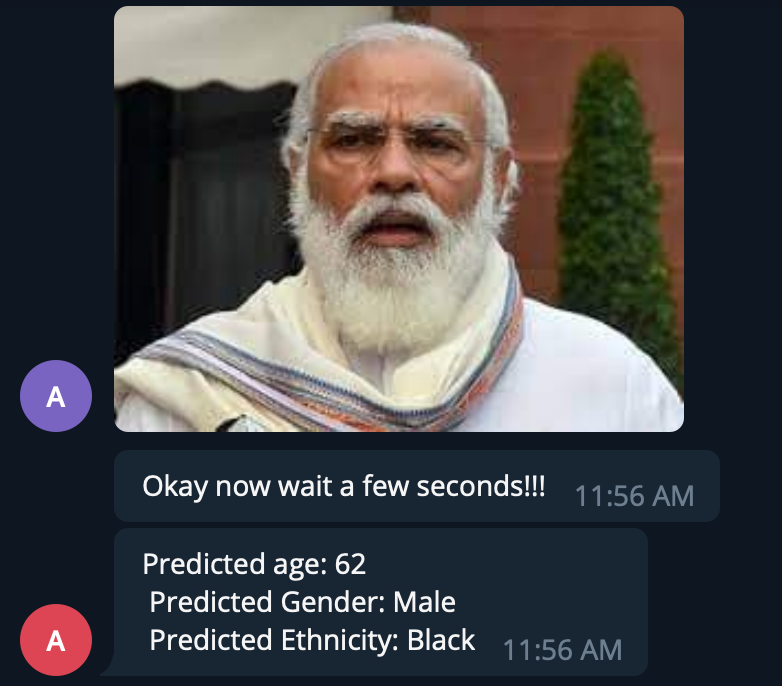 A
Okay now wait a few seconds!!!
11:56 AM
Predicted age: 62
Predicted Gender: Male
Predicted Ethnicity: Black
11:56 AM
A